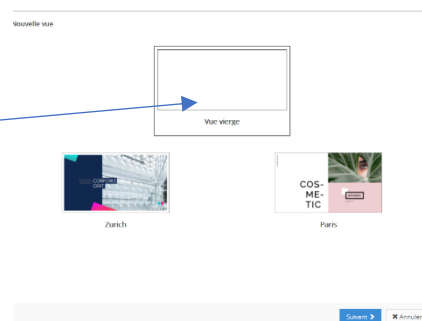 Nouvelle vue
Vue vierge
COS-
ME-
TIC
Zurich
Paris
Suivant
Annuler